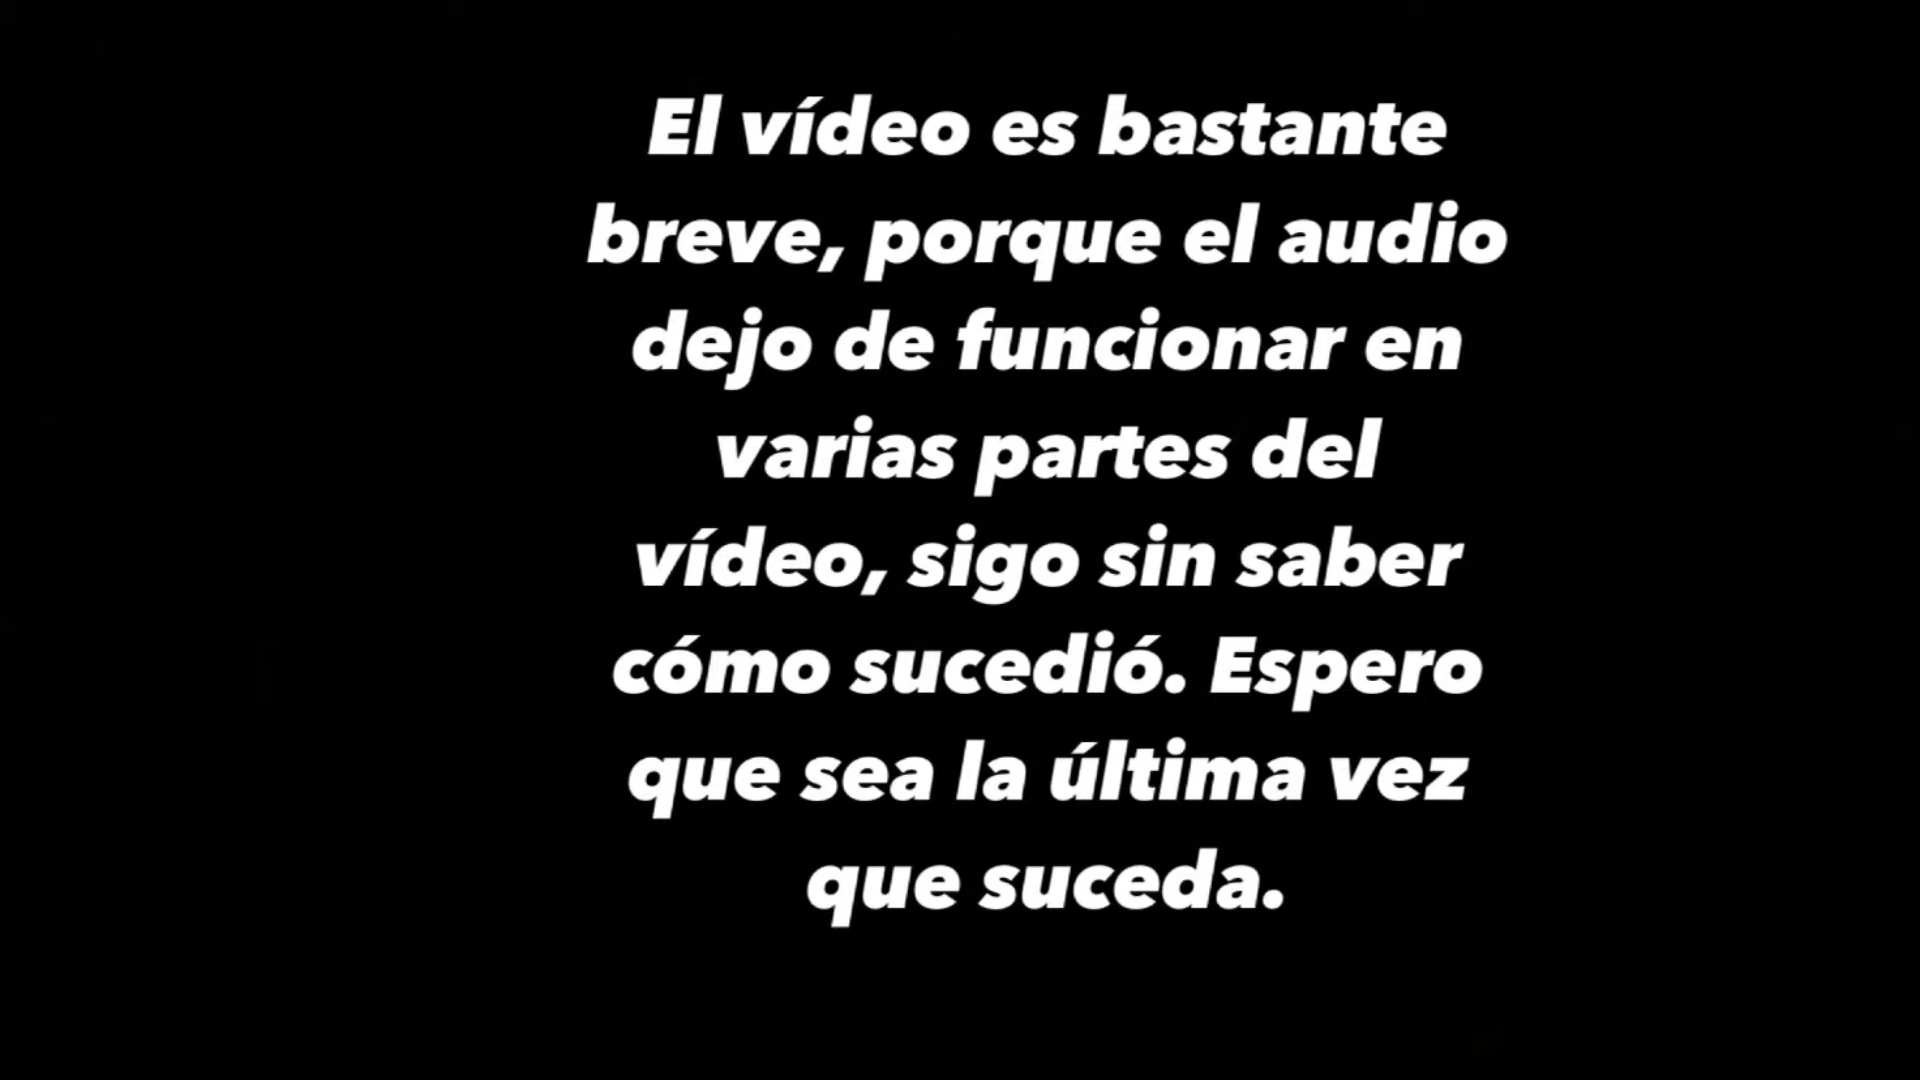 El vídeo es bastante
breve, porque el audio
dejo de funcionar en
varias partes del
vídeo, sigo sin saber
cómo sucedió. Espero
que sea la última vez
que suceda.